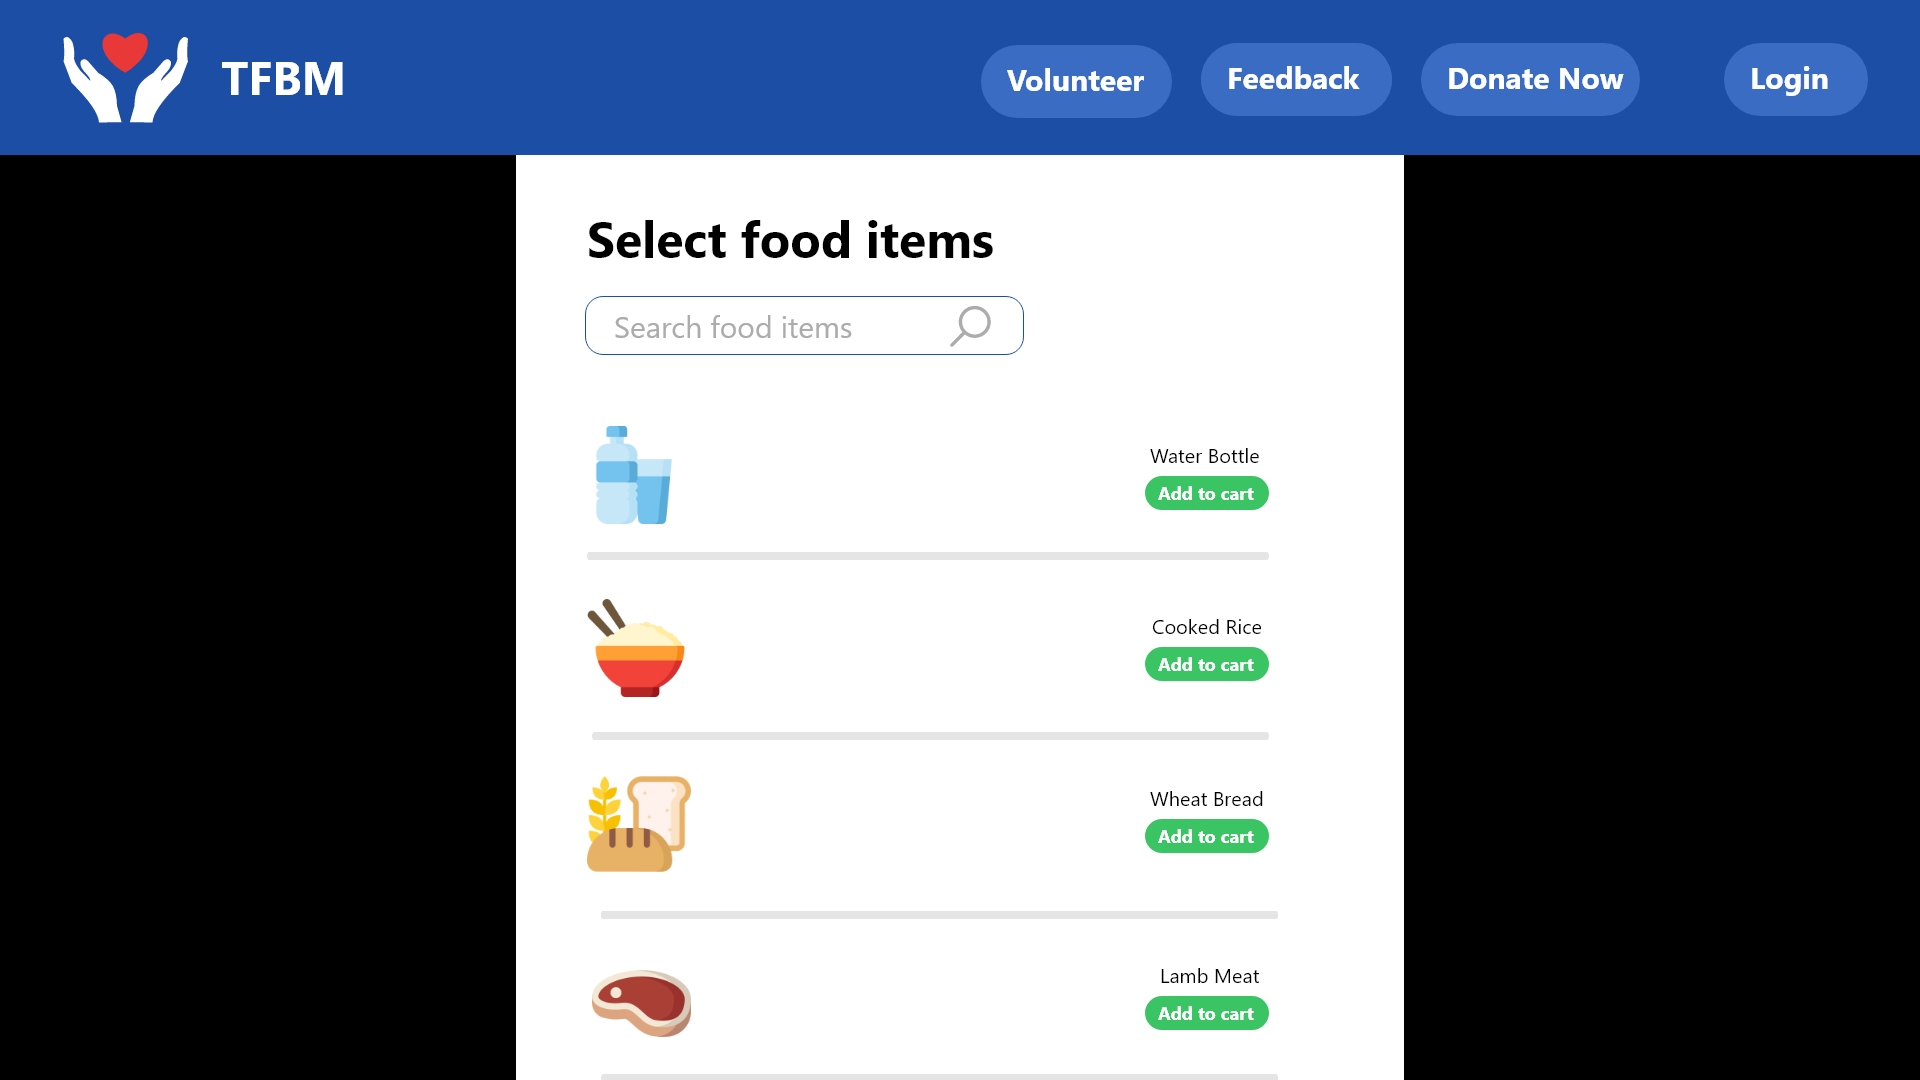 TFBM
Volunteer
Feedback
Donate Now
Login
Select food items
Search food items
Water Bottle
Add to cart
Cooked Rice
Add to cart
Wheat Bread
Add to cart
Lamb Meat
Add to cart